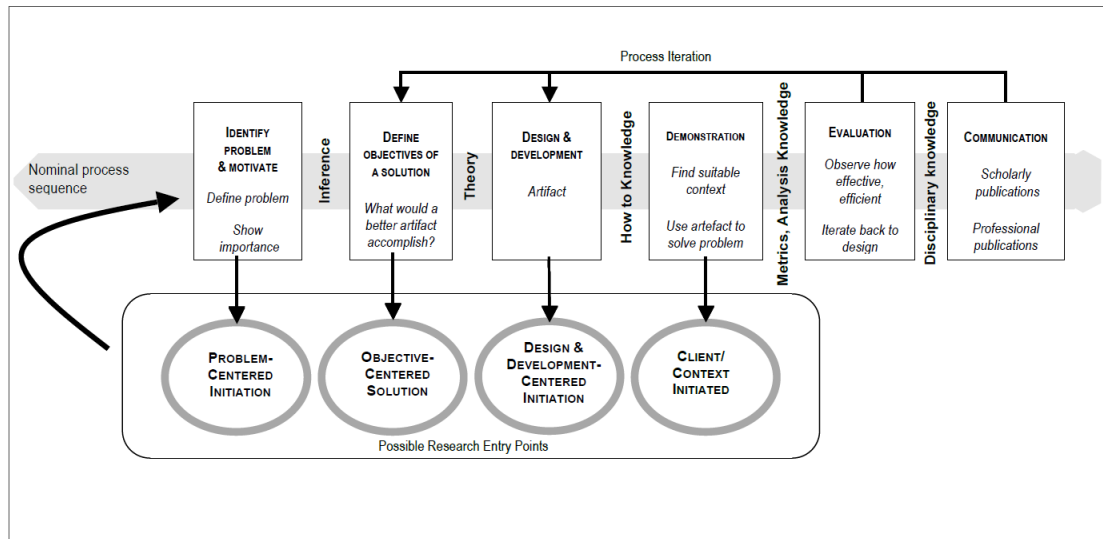 Process Iteration
Nominal process
sequence
IDENTIFY
PROBLEM
& MOTIVATE
Define problem
Show
importance
Inference
DEFINE
OBJECTIVES OF
A SOLUTION
What would a
better artifact
accomplish?
Theory
DESIGN &
DEVELOPMENT
Artifact
How to Knowledge
DEMONSTRATION
Find suitable
context
Use artefact to
solve problem
Metrics, Analysis Knowledge
EVALUATION
Observe how
effective,
efficient
Iterate back to
design
Disciplinary knowledge
COMMUNICATION
Scholarly
publications
Professional
publications
PROBLEM-
CENTERED
INITIATION
OBJECTIVE-
CENTERED
SOLUTION
DESIGN &
DEVELOPMENT-
CENTERED
INITIATION
CLIENT/
CONTEXT
INITIATED
Possible Research Entry Points